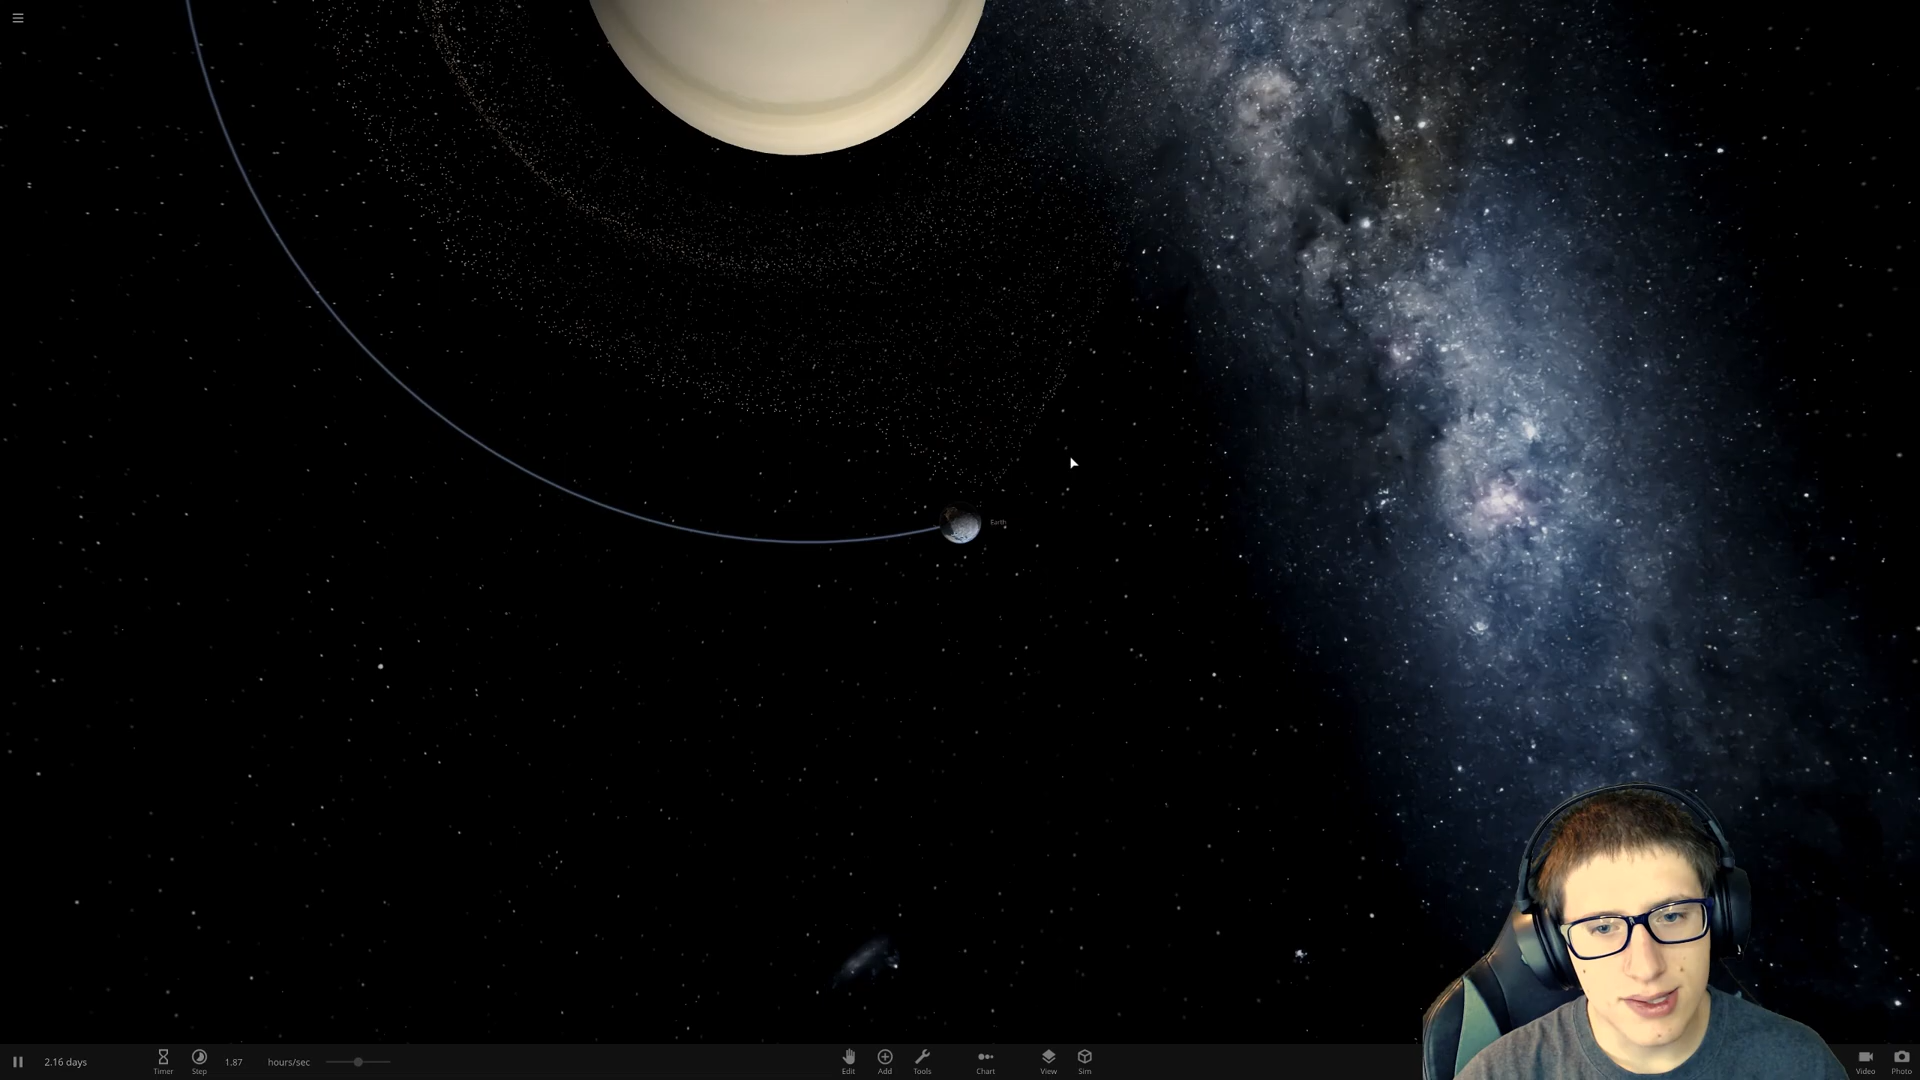 Earth
2.16 days
Timer
Step
1.87
hours/sec
Edit
Add
Tools
Chart
View
Sim
Video
Photo